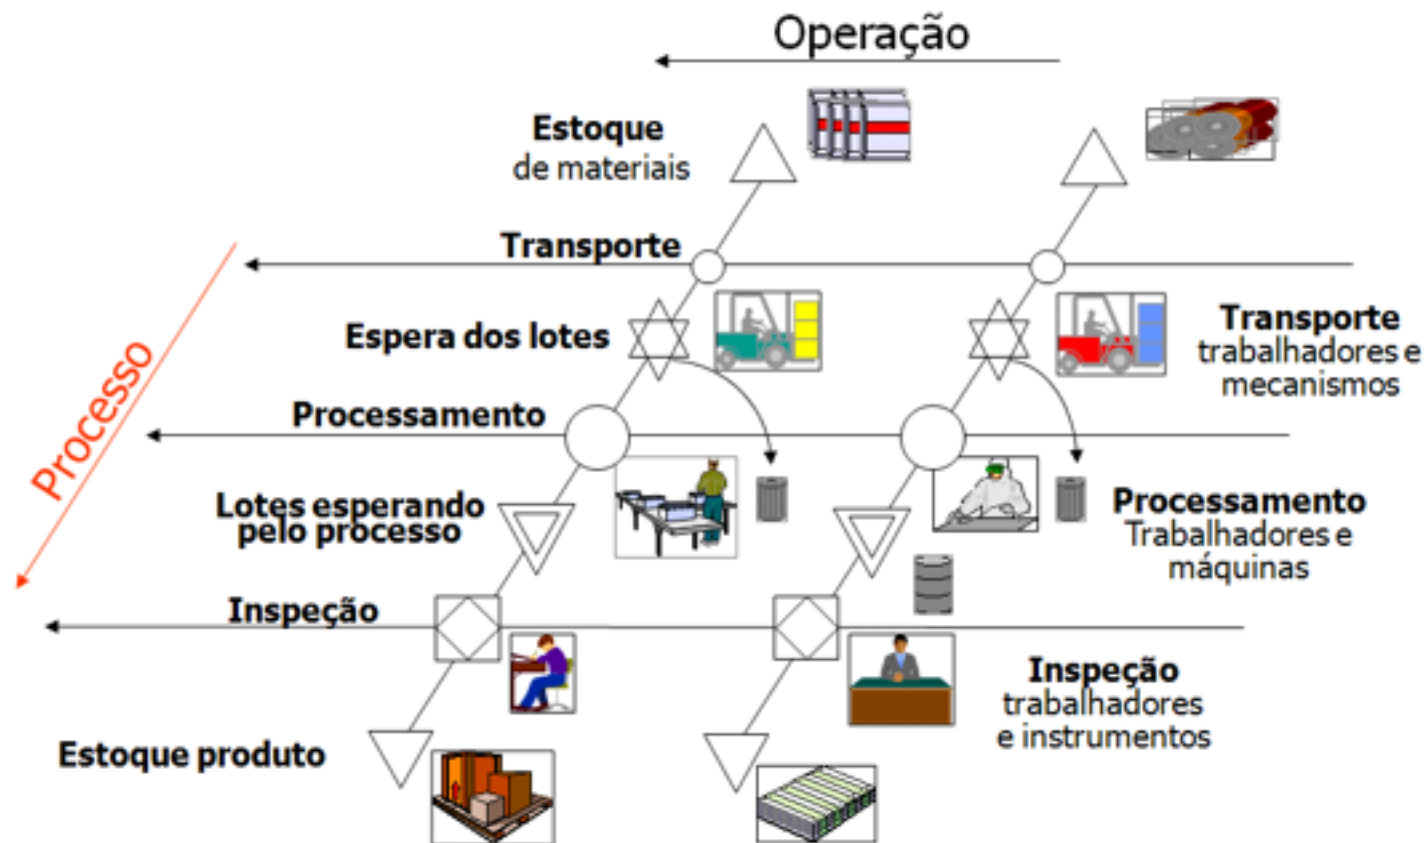 Operação
Estoque
de materiais
Transporte
Espera dos lotes
Transporte
trabalhadores e
mecanismos
Processo
Processamento
Lotes esperando
pelo processo
Processamento
Trabalhadores e
máquinas
Inspeção
Inspeção
trabalhadores
e instrumentos
Estoque produto